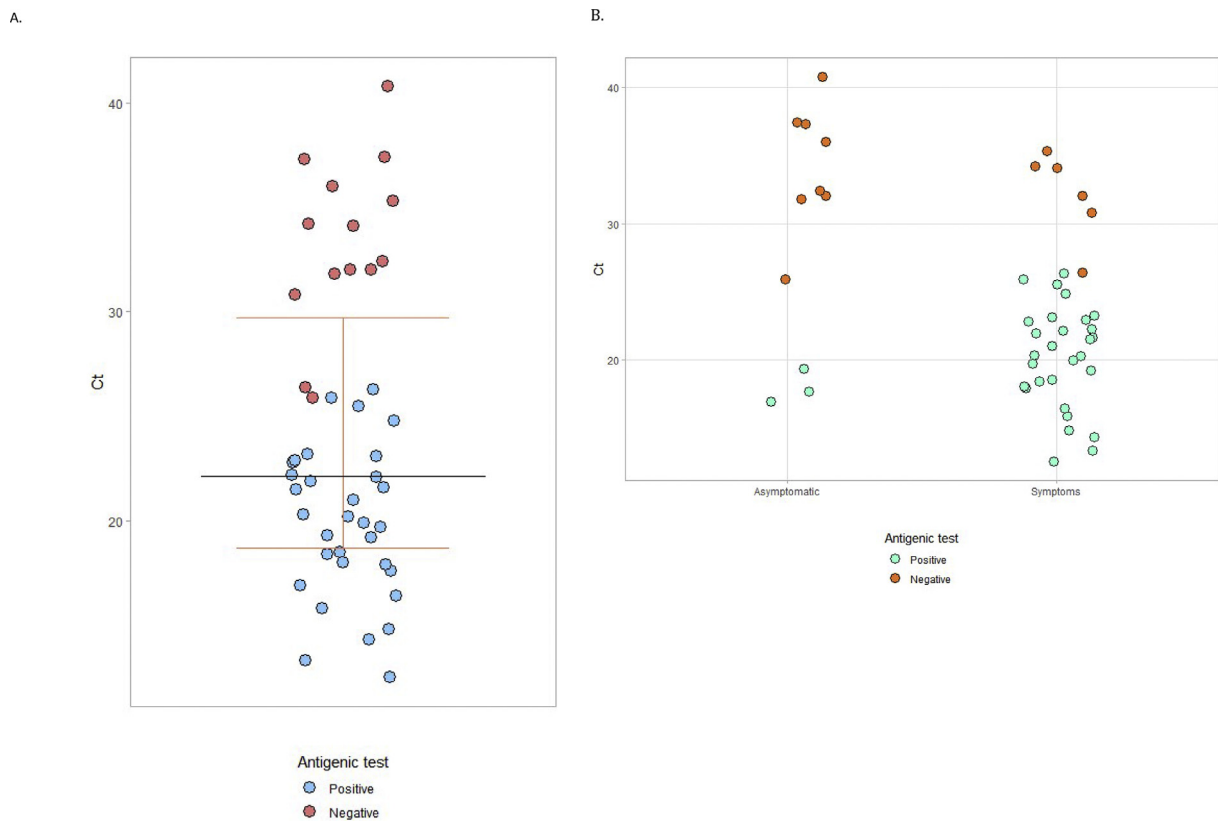 A.
40
30
20
Ct
Antigenic test
Positive
Negative
B.
40
30
20
Ct
Asymptomatic Symptoms
Antigenic test
Positive
Negative